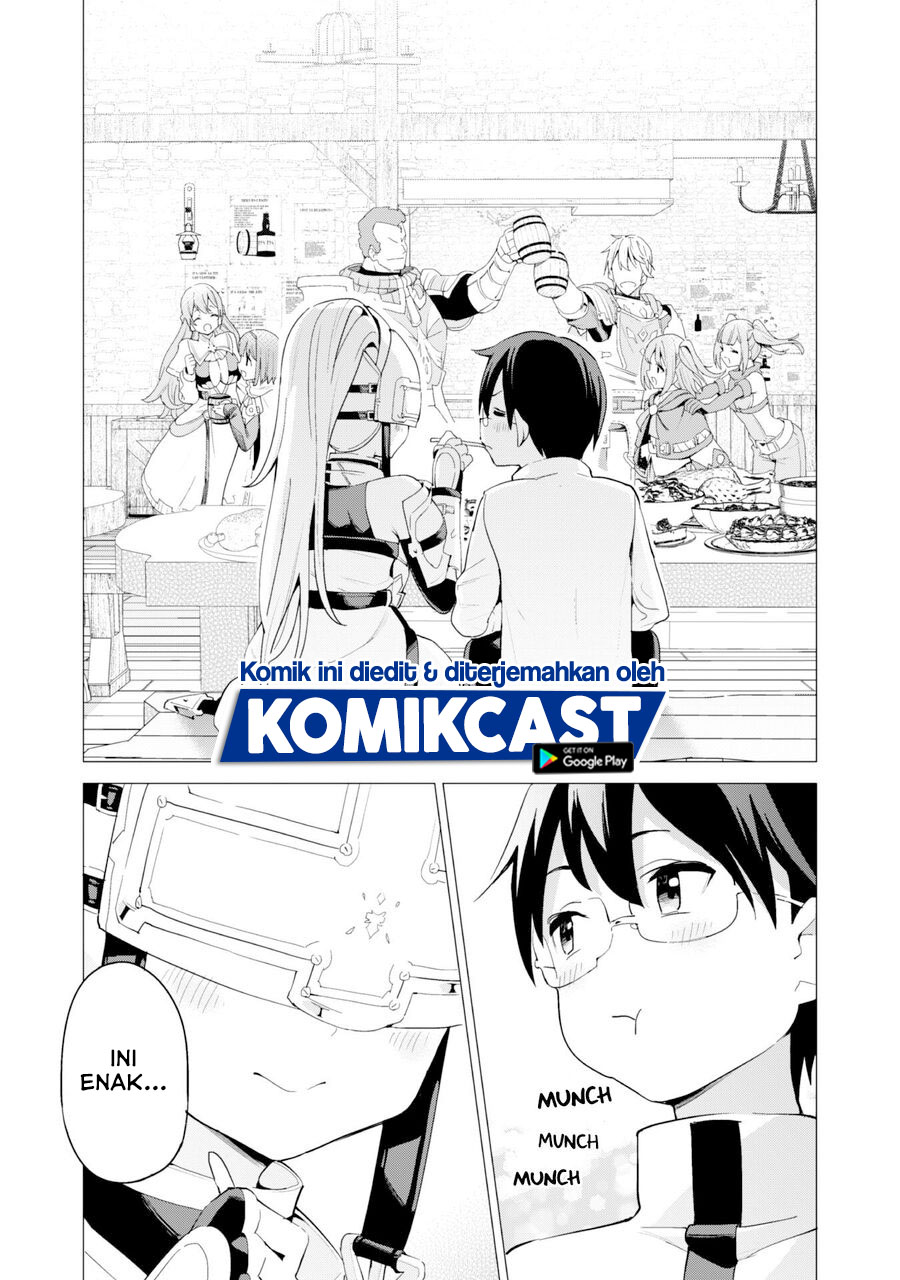 Komik ini diedit & diterjemahkan oleh
KOMIKCAST
GET IT ON
Google Play
INI
ENAK...
MUNCH
MUNCH
MUNCH